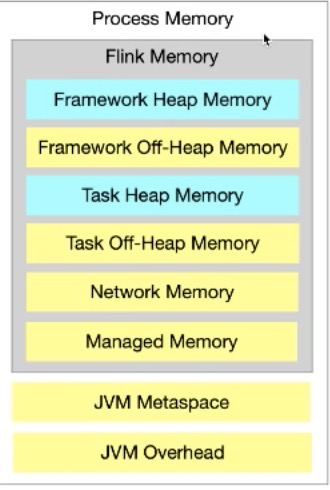 Process Memory
Flink Memory
Framework Heap Memory
Framework Off-Heap Memory
Task Heap Memory
Task Off-Heap Memory
Network Memory
Managed Memory
JVM Metaspace
JVM Overhead